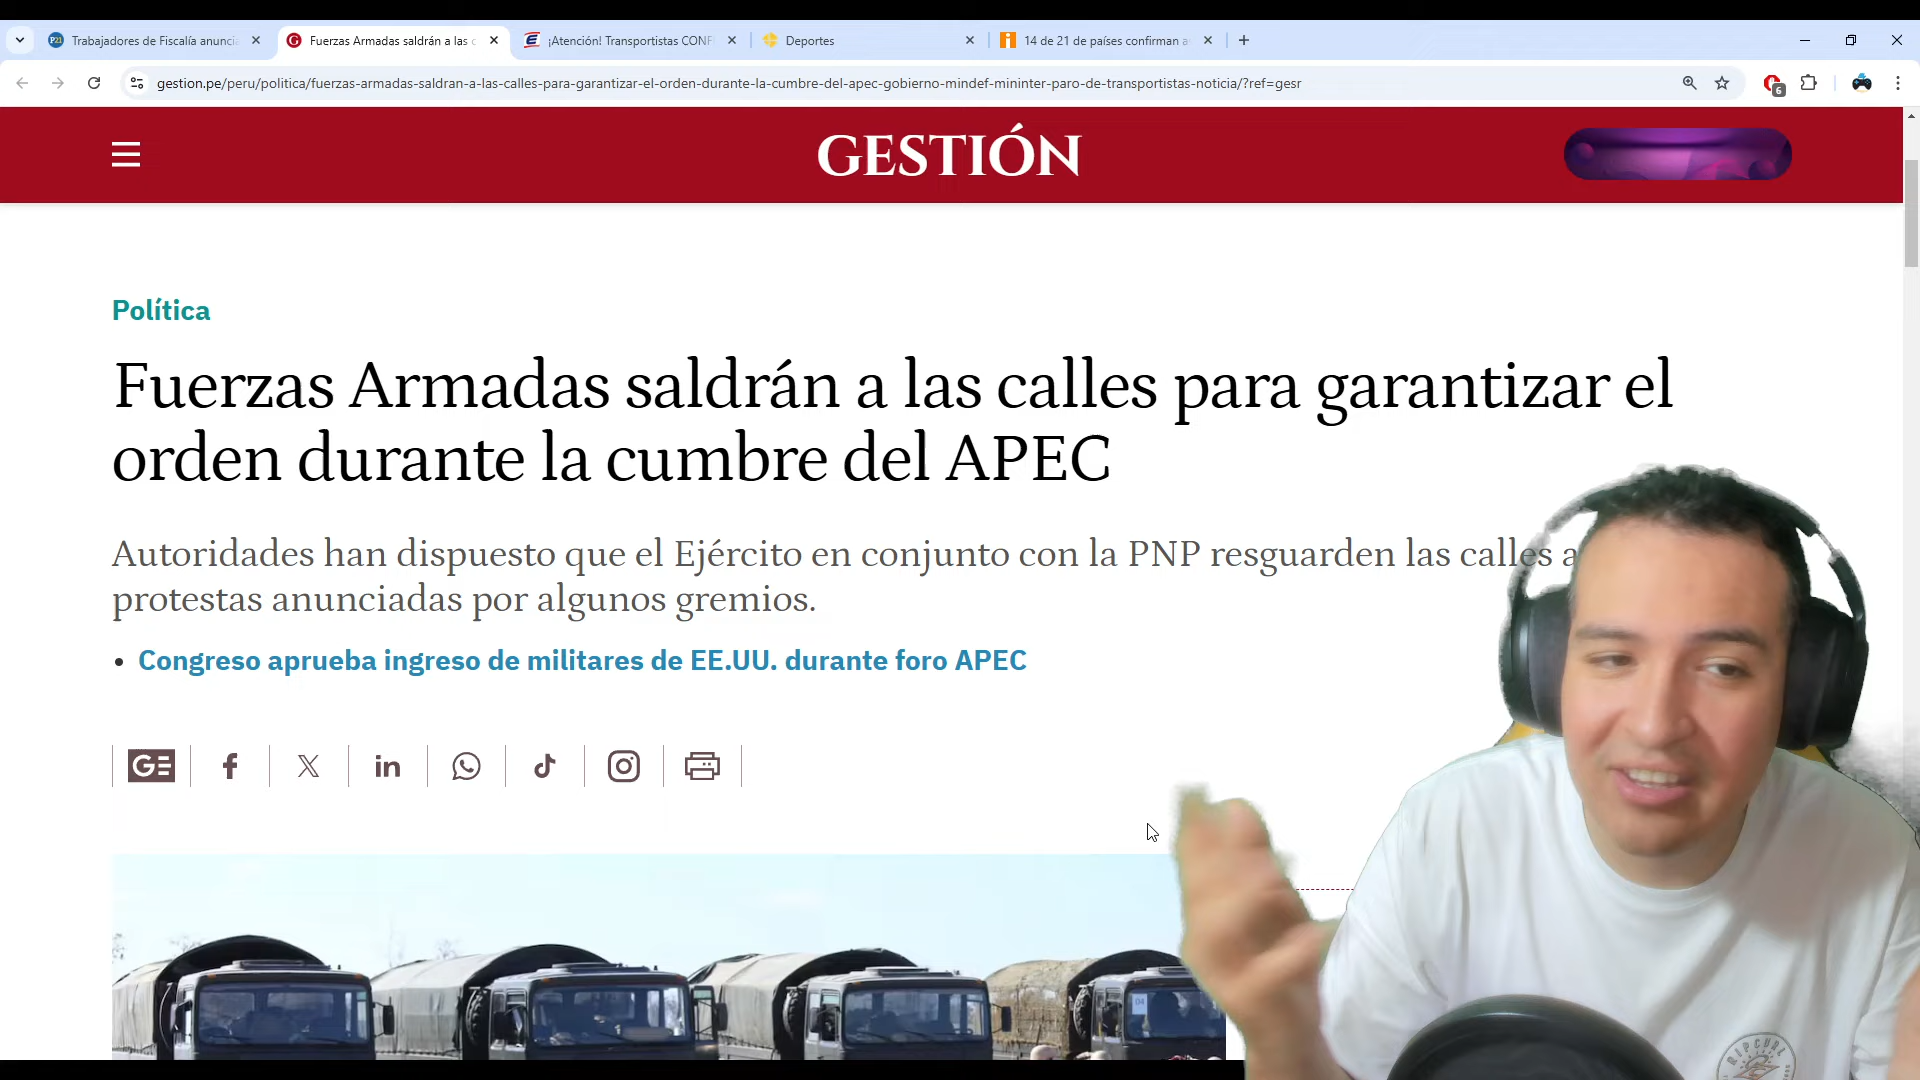 Trabajadores de Fiscalía anuncia
Fuerzas Armadas saldrán a las c
¡Atención! Transportistas CONF
Deportes
14 de 21 de países confirman a
gestion.pe/peru/politica/fuerzas-armadas-saldran-a-las-calles-para-garantizar-el-orden-durante-la-cumbre-del-apec-gobierno-mindef-mininter-paro-de-transportistas-noticia/?ref=gesr
6
GESTIÓN
Política
Fuerzas Armadas saldrán a las calles para garantizar el
orden durante la cumbre del APEC
Autoridades han dispuesto que el Ejército en conjunto con la PNP resguarden las calles a
protestas anunciadas por algunos gremios.
• Congreso aprueba ingreso de militares de EE.UU. durante foro APEC
RIPCURL